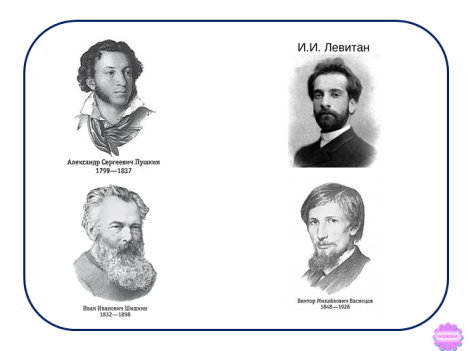 И.И. Левитан
Александр Сергеевич Пушкин
1799—1837
Иван Иванович Шишкин
1832—1898
Виктор Михайлович Васнецов
1848—1926